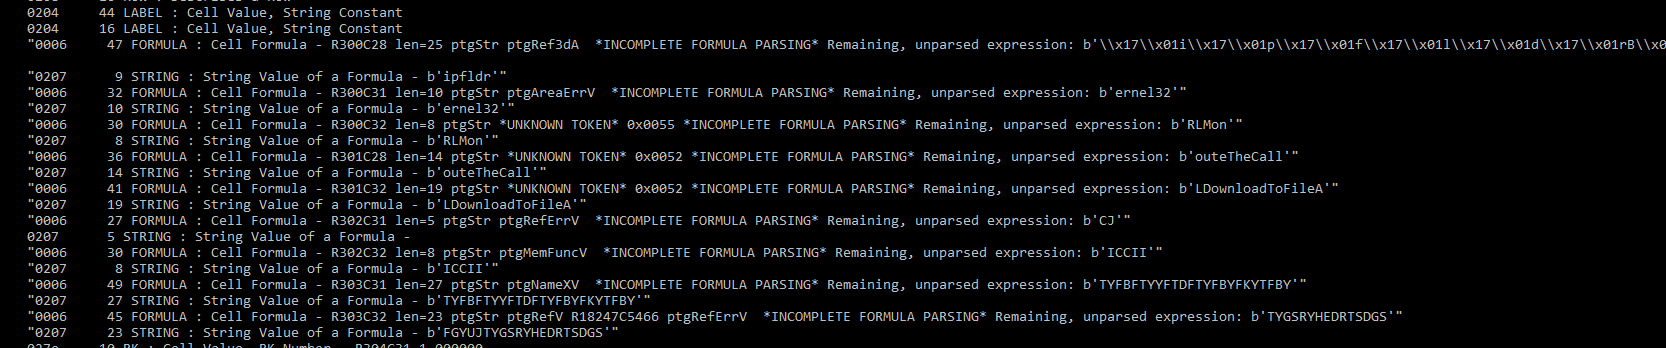 0204     44 LABEL : Cell Value, String Constant
0204     16 LABEL : Cell Value, String Constant
"0006     47 FORMULA : Cell Formula - R300C28 len=25 ptgStr ptgRef3dA  *INCOMPLETE FORMULA PARSING* Remaining, unparsed expression: b'\\x17\\x01i\\x17\\x01p\\x17\\x01f\\x17\\x01l\\x17\\x01d\\x17\\x01rB\\x0
"0207      9 STRING : String Value of a Formula - b'ipfldr'"
"0006     32 FORMULA : Cell Formula - R300C31 len=10 ptgStr ptgAreaErrV  *INCOMPLETE FORMULA PARSING* Remaining, unparsed expression: b'ernel32'"
"0207     10 STRING : String Value of a Formula - b'ernel32'"
"0006     30 FORMULA : Cell Formula - R300C32 len=8 ptgStr *UNKNOWN TOKEN* 0x0055 *INCOMPLETE FORMULA PARSING* Remaining, unparsed expression: b'RLMon'"
"0207      8 STRING : String Value of a Formula - b'RLMon'"
"0006     36 FORMULA : Cell Formula - R301C28 len=14 ptgStr *UNKNOWN TOKEN* 0x0052 *INCOMPLETE FORMULA PARSING* Remaining, unparsed expression: b'outeTheCall'"
"0207     14 STRING : String Value of a Formula - b'outeTheCall'"
"0006     41 FORMULA : Cell Formula - R301C32 len=19 ptgStr *UNKNOWN TOKEN* 0x0052 *INCOMPLETE FORMULA PARSING* Remaining, unparsed expression: b'LDownloadToFileA'"
"0207     19 STRING : String Value of a Formula - b'LDownloadToFileA'"
"0006     27 FORMULA : Cell Formula - R302C31 len=5 ptgStr ptgRefErrV  *INCOMPLETE FORMULA PARSING* Remaining, unparsed expression: b'CJ'"
0207      5 STRING : String Value of a Formula -
"0006     30 FORMULA : Cell Formula - R302C32 len=8 ptgStr ptgMemFuncV  *INCOMPLETE FORMULA PARSING* Remaining, unparsed expression: b'ICCII'"
"0207      8 STRING : String Value of a Formula - b'ICCII'"
"0006     49 FORMULA : Cell Formula - R303C31 len=27 ptgStr ptgNameXV  *INCOMPLETE FORMULA PARSING* Remaining, unparsed expression: b'TYFBFTYYFTDFTYFBYFKYTFBY'"
"0207     27 STRING : String Value of a Formula - b'TYFBFTYYFTDFTYFBYFKYTFBY'"
"0006     45 FORMULA : Cell Formula - R303C32 len=23 ptgStr ptgRefV R18247C5466 ptgRefErrV  *INCOMPLETE FORMULA PARSING* Remaining, unparsed expression: b'TYGSRYHEDRTSDGS'"
"0207     23 STRING : String Value of a Formula - b'FGYUJTYGSRYHEDRTSDGS'"